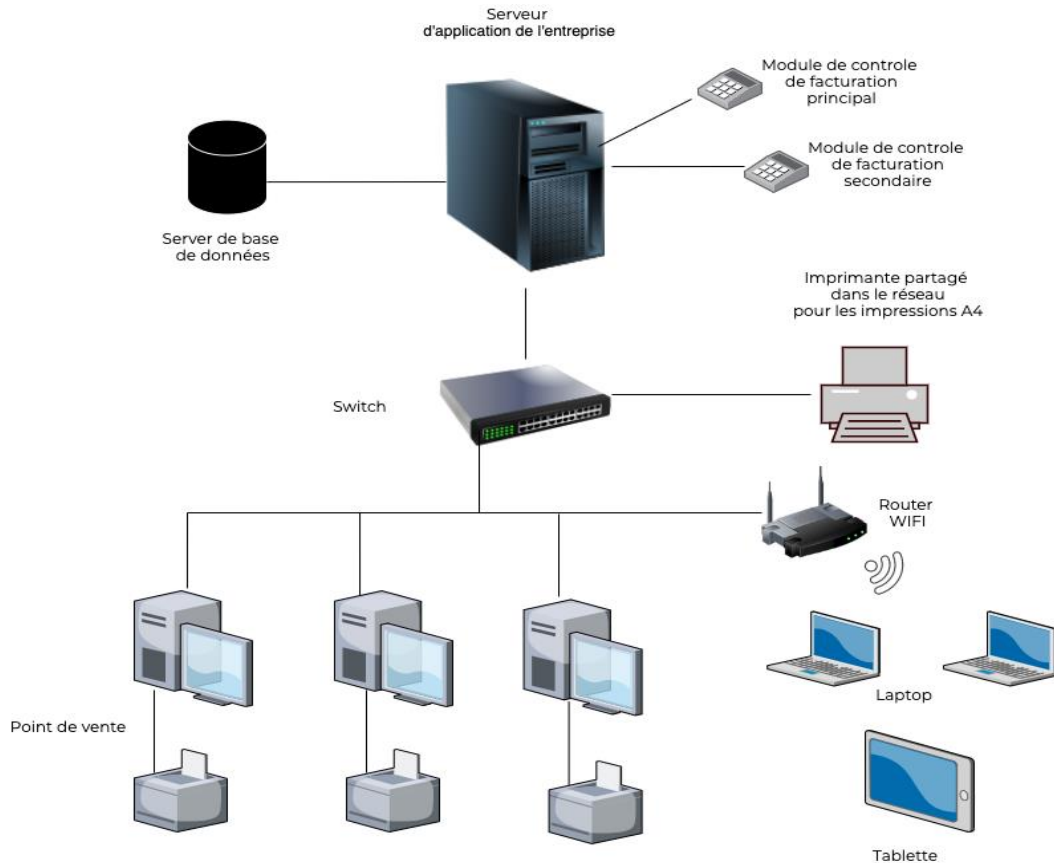 Serveur
d'application de l'entreprise
Module de controle
de facturation
principal
Module de controle
de facturation
secondaire
Server de base
de données
Imprimante partagé
dans le réseau
pour les impressions A4
Switch
Router
WIFI
Laptop
Point de vente
Tablette